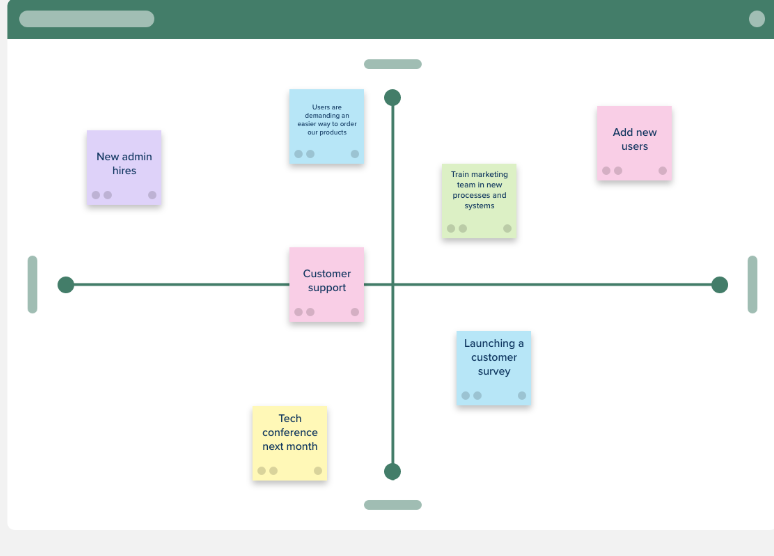 Users are
demanding an
easier way to order
our products
Add new
users
New admin
hires
Train marketing
team in new
processes and
systems
Customer
support
Launching a
customer
survey
Tech
conference
next month